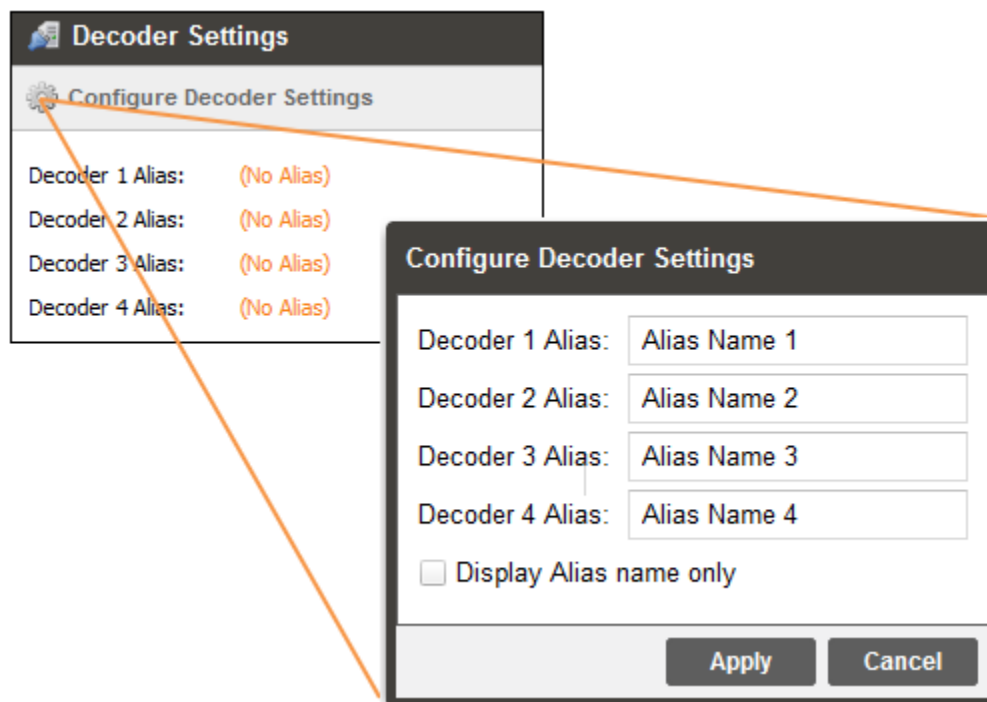 Decoder Settings
Configure Decoder Settings
Decoder 1 Alias: (No Alias)
Decoder 2 Alias: (No Alias)
Decoder 3 Alias: (No Alias)
Decoder 4 Alias: (No Alias)
Configure Decoder Settings
Decoder 1 Alias: Alias Name 1
Decoder 2 Alias: Alias Name 2
Decoder 3 Alias: Alias Name 3
Decoder 4 Alias: Alias Name 4
Display Alias name only
Apply Cancel